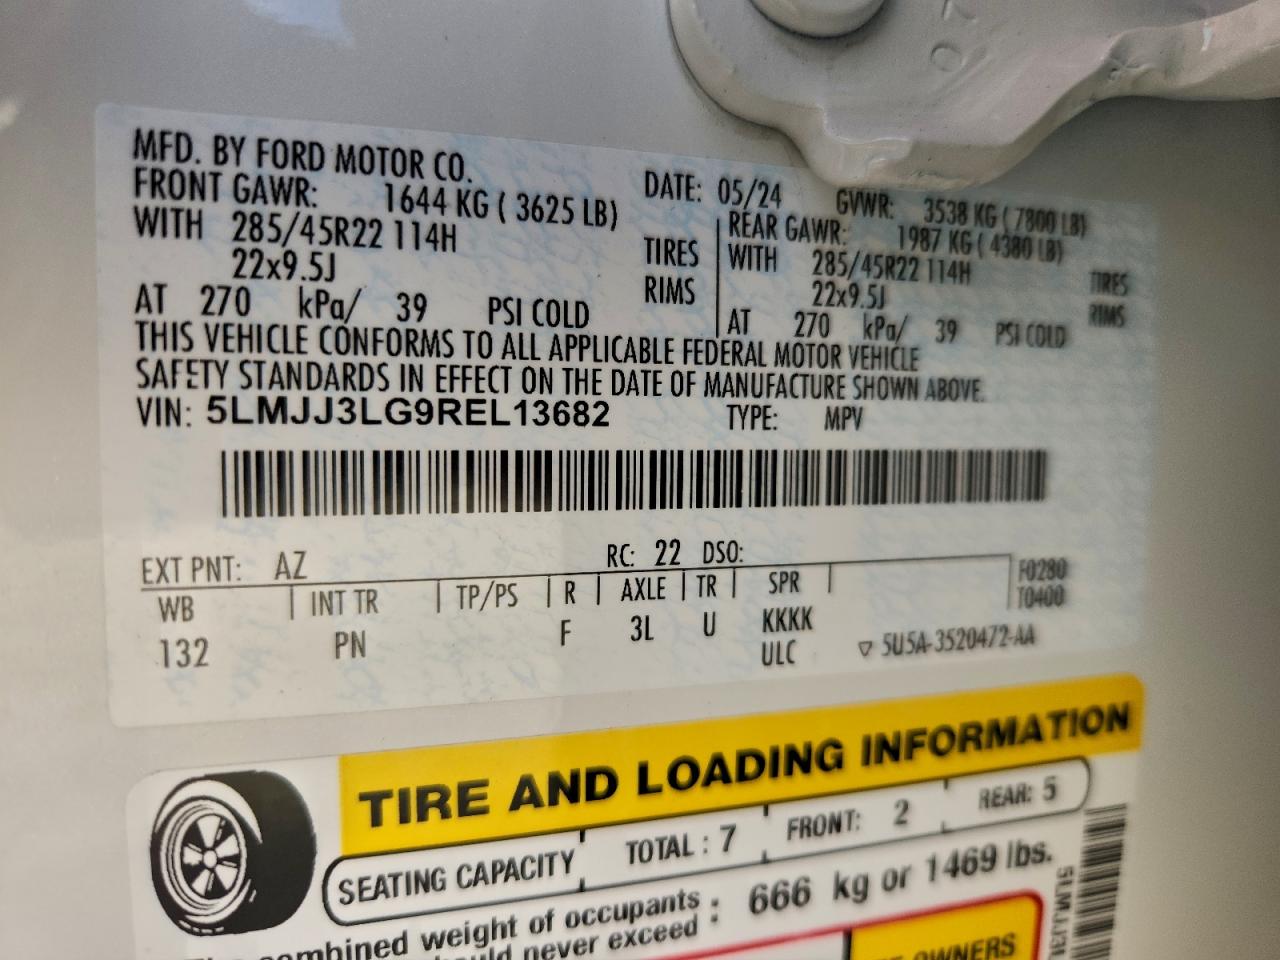 MFD. BY FORD MOTOR CO.
DATE: 05/24 GVWR: 3538 KG ( 7800 LB)
FRONT GAWR: 1644 KG ( 3625 LB)
WITH 285/45R22 114H TIRES
22x9.5J RIMS
AT 270 kPa/ 39 PSI COLD
REAR GAWR: 1987 KG ( 4380 LB)
WITH 285/45R22 114H TIRES
22x9.5J RIMS
AT 270 kPa/ 39 PSI COLD
THIS VEHICLE CONFORMS TO ALL APPLICABLE FEDERAL MOTOR VEHICLE
SAFETY STANDARDS IN EFFECT ON THE DATE OF MANUFACTURE SHOWN ABOVE.
VIN: 5LMJJ3LG9REL13682 TYPE: MPV
EXT PNT: AZ RC: 22 DSO:
WB | INT TR | TP/PS | R | AXLE | TR | SPR | F0280
T0400
132 PN F 3L U KKKK
ULC ▽ 5U5A-3520472-AA
TIRE AND LOADING INFORMATION
SEATING CAPACITY TOTAL : 7 FRONT: 2 REAR: 5
combined weight of occupants : 666 kg or 1469 lbs.
should never exceed
OWNERS
5LMJJ3L